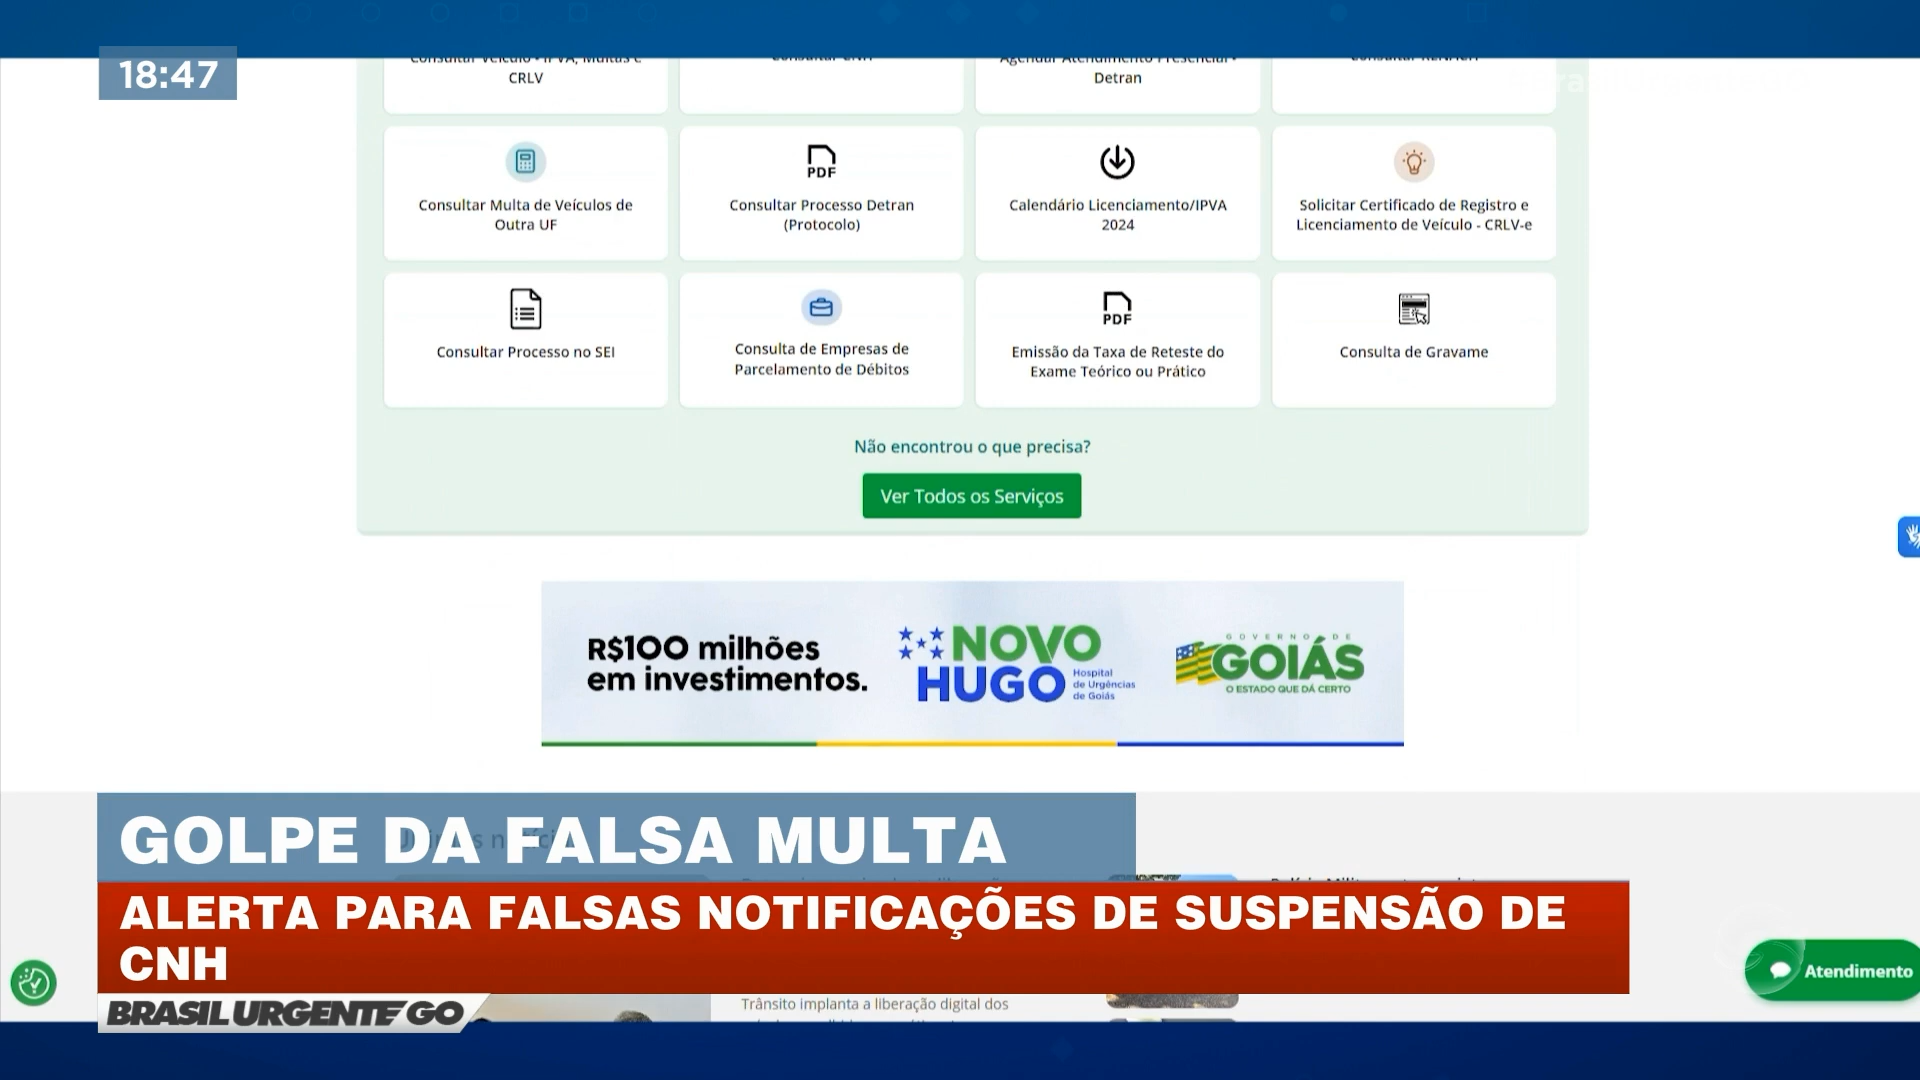 18:47
CRLV
Detran
Consultar Multa de Veículos de
Outra UF
PDF
Consultar Processo Detran
(Protocolo)
Calendário Licenciamento/IPVA
2024
Solicitar Certificado de Registro e
Licenciamento de Veículo - CRLV-e
Consultar Processo no SEI
Consulta de Empresas de
Parcelamento de Débitos
PDF
Emissão da Taxa de Reteste do
Exame Teórico ou Prático
Consulta de Gravame
Não encontrou o que precisa?
Ver Todos os Serviços
R$100 milhões
em investimentos.
NOVO
HUGO
Hospital
de Urgências
de Goiás
GOVERNO DE
GOIÁS
O ESTADO QUE DÁ CERTO
GOLPE DA FALSA MULTA
ALERTA PARA FALSAS NOTIFICAÇÕES DE SUSPENSÃO DE
CNH
Atendimento
BRASIL URGENTE GO
Trânsito implanta a liberação digital dos